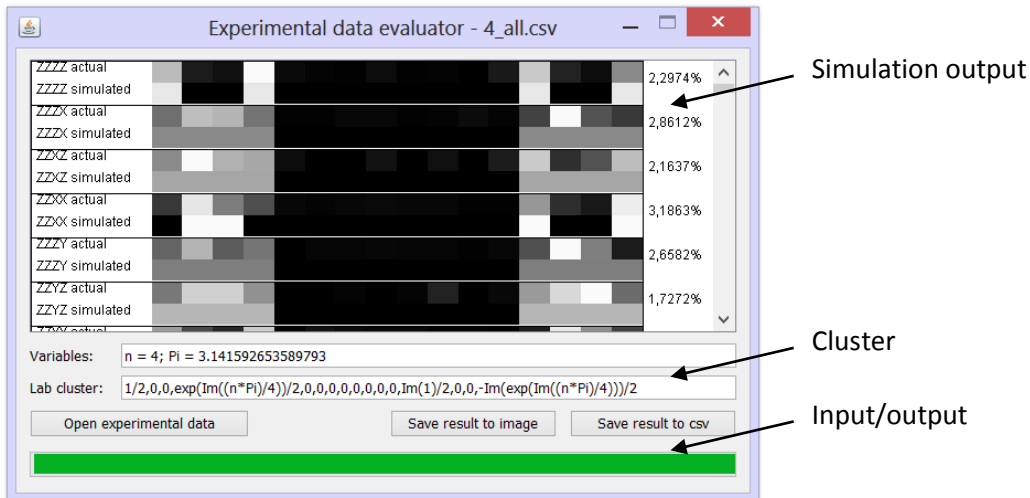 Experimental data evaluator - 4_all.csv
ZZZZ actual
ZZZZ simulated
2,2974%
Simulation output
ZZZX actual
ZZZX simulated
2,8612%
ZZXZ actual
ZZXZ simulated
2,1637%
ZZXX actual
ZZXX simulated
3,1863%
ZZZY actual
ZZZY simulated
2,6582%
ZZYZ actual
ZZYZ simulated
1,7272%
Cluster
Variables: n = 4; Pi = 3.141592653589793
Lab cluster: 1/2,0,0,exp(Im((n*Pi)/4))/2,0,0,0,0,0,0,0,0,Im(1)/2,0,0,-Im(exp(Im((n*Pi)/4)))/2
Input/output
Open experimental data Save result to image Save result to csv